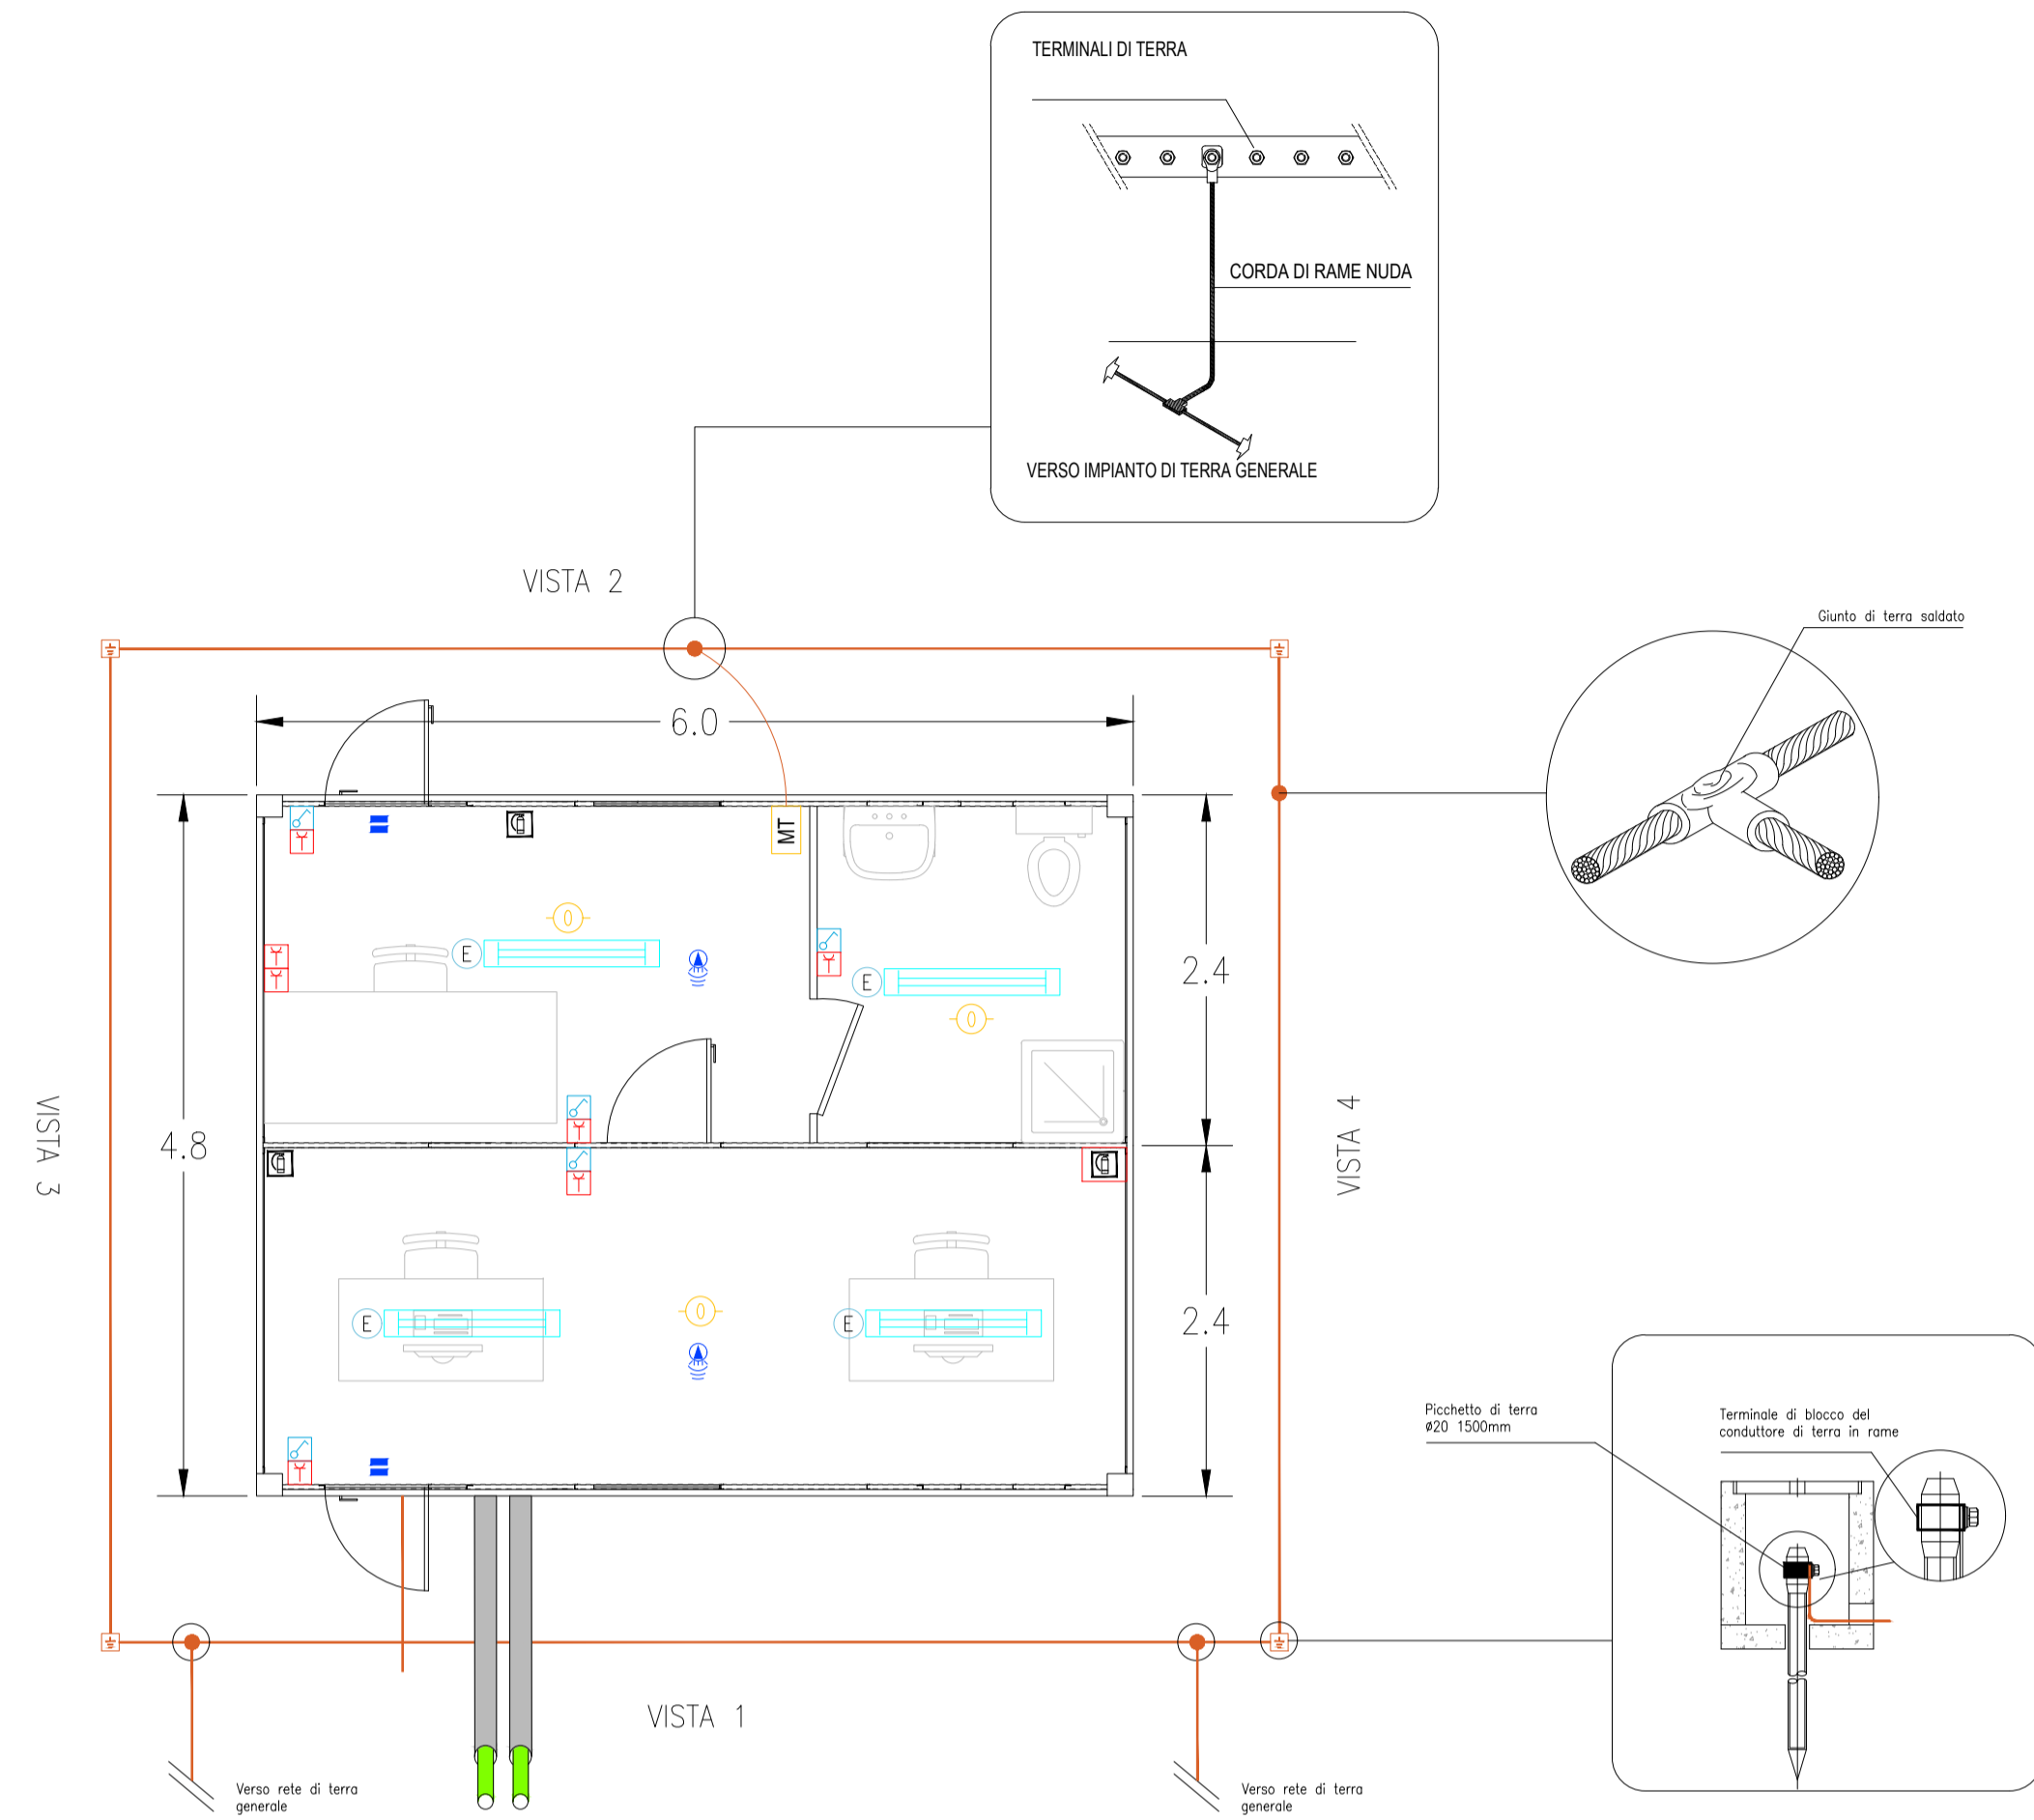 TERMINALI DI TERRA
CORDA DI RAME NUDA
VERSO IMPIANTO DI TERRA GENERALE
VISTA 2
Giunto di terra saldato
6.0
MT
E
E
2.4
VISTA 3
4.8
VISTA 4
E
E
2.4
Picchetto di terra
ø20 1500mm
Terminale di blocco del
conduttore di terra in rame
VISTA 1
Verso rete di terra
generale
Verso rete di terra
generale